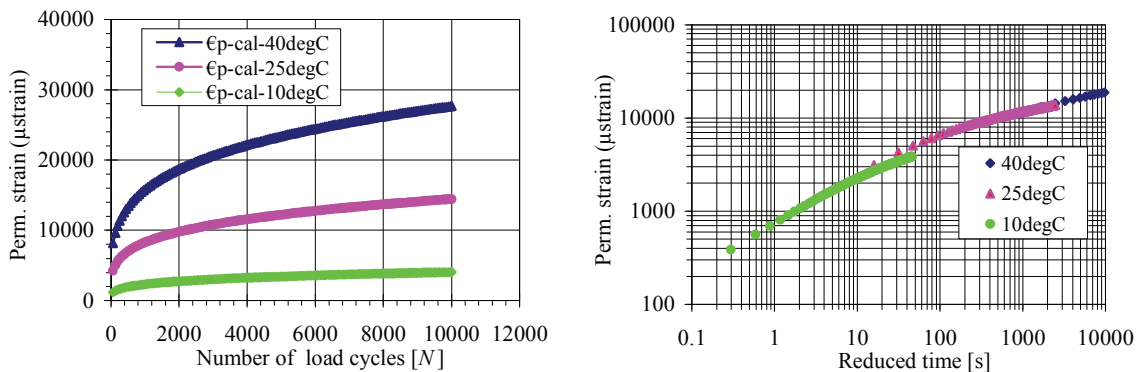 40000
30000
20000
10000
0
Perm. strain (μstrain)
€p-cal-40degC
€p-cal-25degC
€p-cal-10degC
0 2000 4000 6000 8000 10000 12000
Number of load cycles [N]
100000
10000
1000
100
Perm. strain (μstrain)
40degC
25degC
10degC
0.1 1 10 100 1000 10000
Reduced time [s]